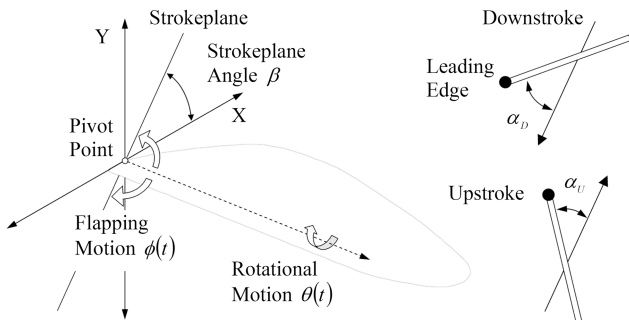 Strokeplane
Y
Strokeplane
Angle β
X
Pivot
Point
Flapping
Motion ϕ(t)
Rotational
Motion θ(t)
Downstroke
Leading
Edge
α_D
Upstroke
α_U